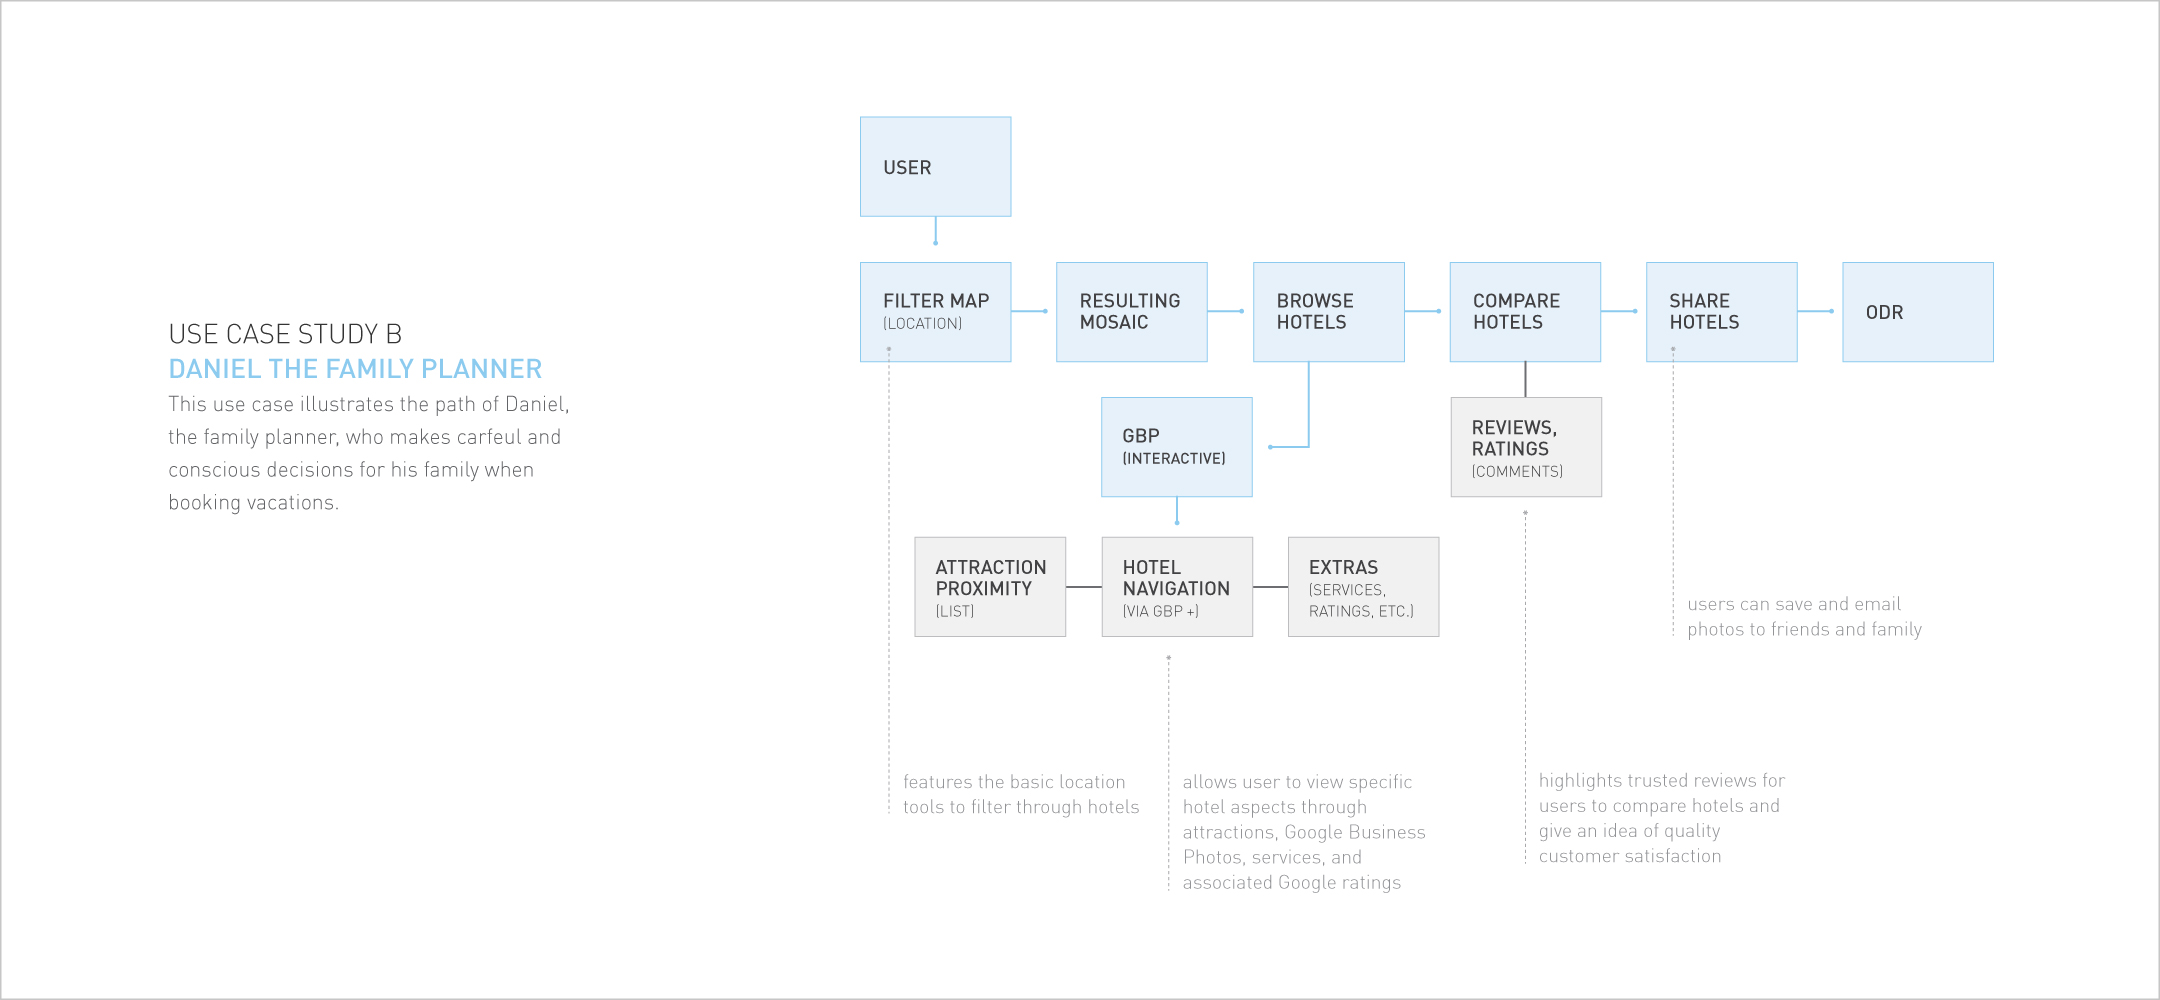 USE CASE STUDY B
DANIEL THE FAMILY PLANNER
This use case illustrates the path of Daniel,
the family planner, who makes carfeul and
conscious decisions for his family when
booking vacations.
USER
FILTER MAP
(LOCATION)
RESULTING
MOSAIC
BROWSE
HOTELS
COMPARE
HOTELS
SHARE
HOTELS
ODR
GBP
(INTERACTIVE)
REVIEWS,
RATINGS
(COMMENTS)
ATTRACTION
PROXIMITY
(LIST)
HOTEL
NAVIGATION
(VIA GBP +)
EXTRAS
(SERVICES,
RATINGS, ETC.)
users can save and email
photos to friends and family
features the basic location
tools to filter through hotels
allows user to view specific
hotel aspects through
attractions, Google Business
Photos, services, and
associated Google ratings
highlights trusted reviews for
users to compare hotels and
give an idea of quality
customer satisfaction